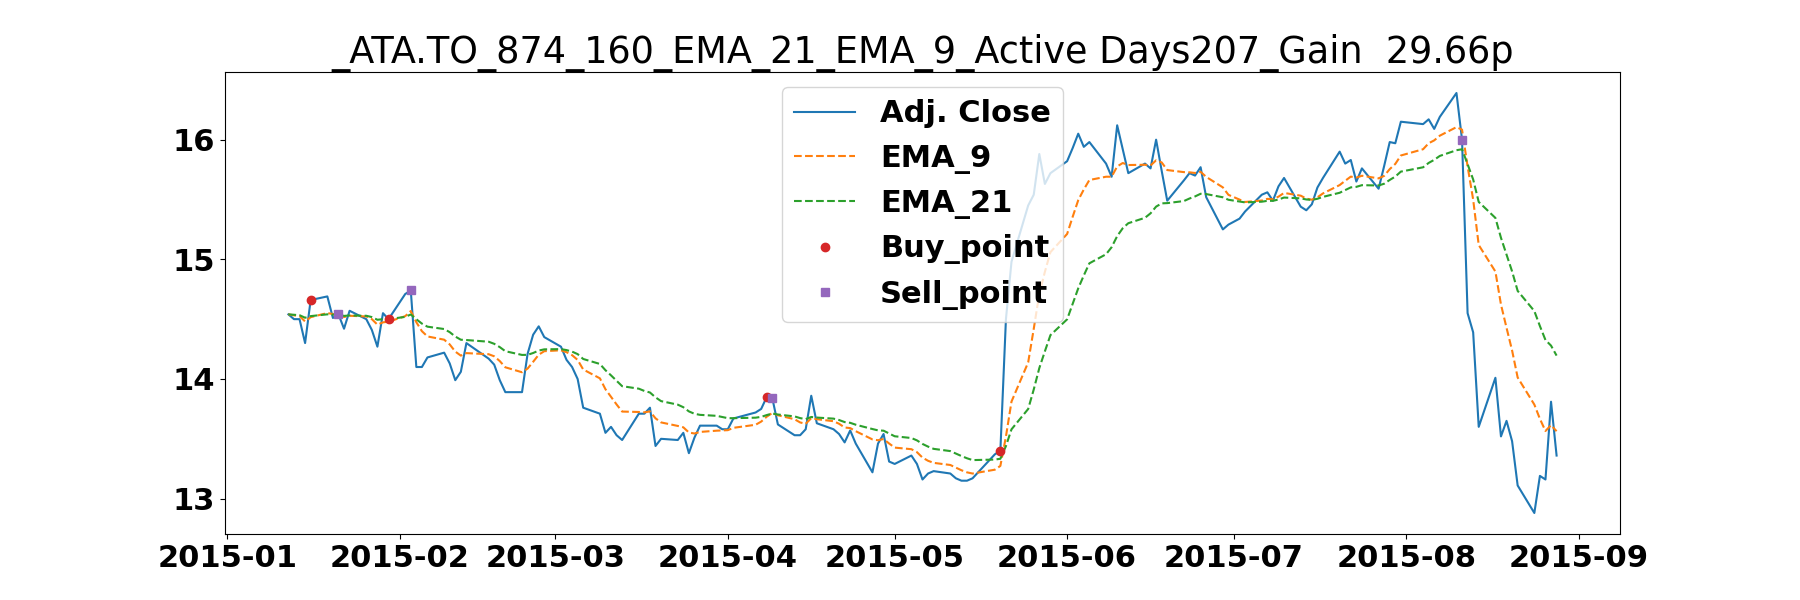 _ATA.TO_874_160_EMA_21_EMA_9_Active Days207_Gain  29.66p
Adj. Close
EMA_9
EMA_21
Buy_point
Sell_point
16
15
14
13
2015-01
2015-02
2015-03
2015-04
2015-05
2015-06
2015-07
2015-08
2015-09